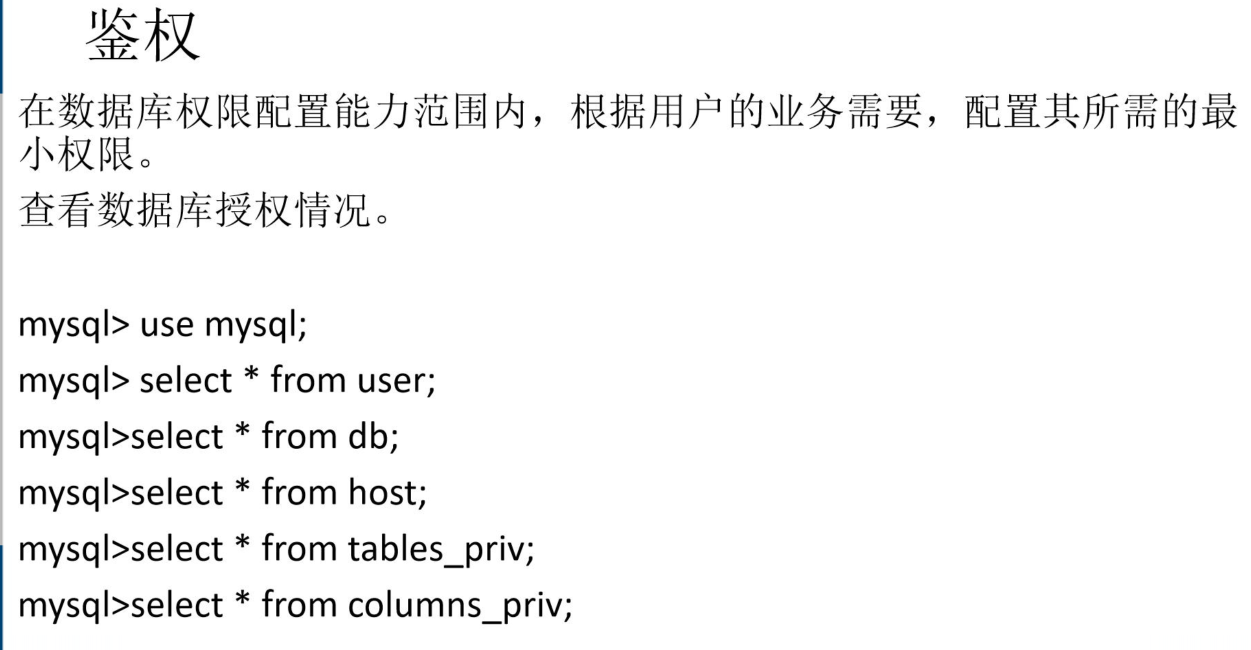 鉴权
在数据库权限配置能力范围内，根据用户的业务需要，配置其所需的最
小权限。
查看数据库授权情况。
mysql> use mysql;
mysql> select * from user;
mysql>select * from db;
mysql>select * from host;
mysql>select * from tables_priv;
mysql>select * from columns_priv;